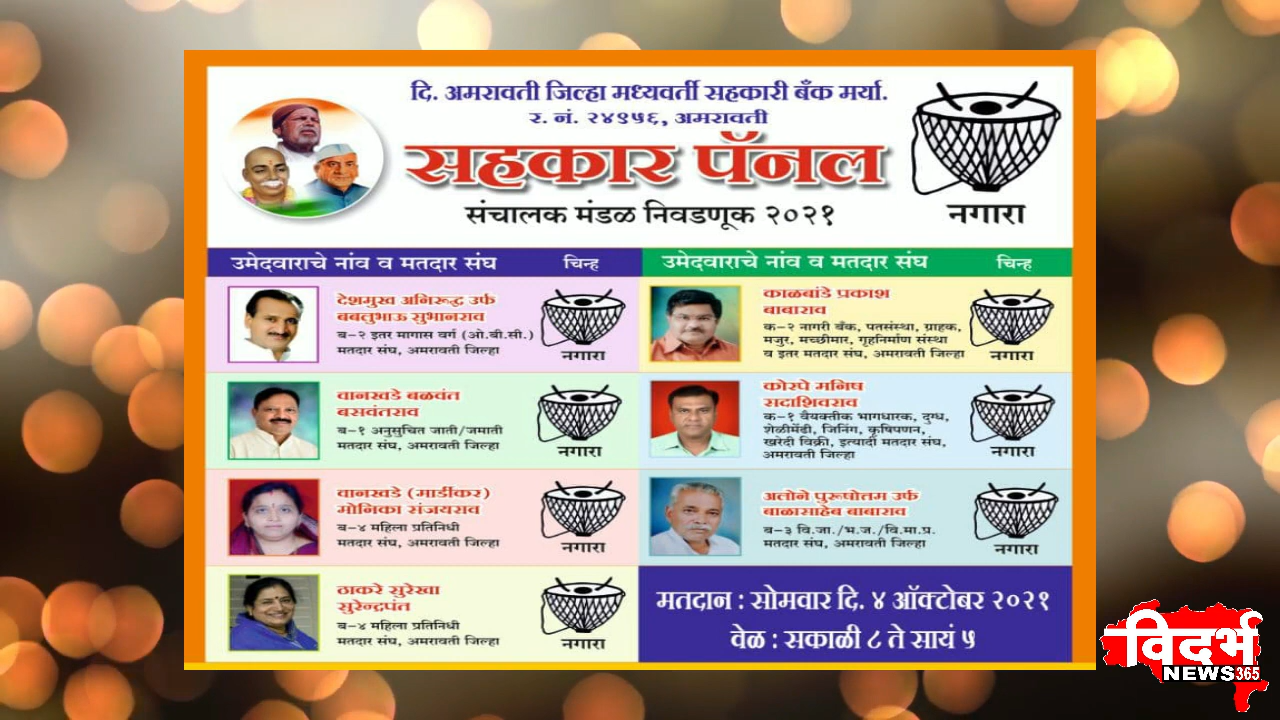 दि. अमरावती जिल्हा मध्यवर्ती सहकारी बँक मर्या.
र. नं. २४९५६, अमरावती
सहकार पॅनल
संचालक मंडळ निवडणूक २०२१
नगारा
उमेदवाराचे नांव व मतदार संघ चिन्ह
देशमुख अनिरूद्ध उर्फ
बबलुभाऊ सुभानराव
ब-२ इतर मागास वर्ग (ओ.बी.सी.)
मतदार संघ, अमरावती जिल्हा
नगारा
वानखडे बळवंत
बसवंतराव
ब-१ अनुसुचित जाती/जमाती
मतदार संघ, अमरावती जिल्हा
नगारा
वानखडे (मार्डीकर)
मोनिका संजयराव
ब-४ महिला प्रतिनिधी
मतदार संघ, अमरावती जिल्हा
नगारा
ठाकरे सुरेखा
सुरेन्द्रपंत
ब-४ महिला प्रतिनिधी
मतदार संघ, अमरावती जिल्हा
नगारा
उमेदवाराचे नांव व मतदार संघ चिन्ह
काळबांडे प्रकाश
बाबाराव
क-२ नागरी बँक, पतसंस्था, ग्राहक,
मजुर, मच्छीमार, गृहनिर्माण संस्था
व इतर मतदार संघ, अमरावती जिल्हा
नगारा
कोरपे मनिष
सदाशिवराव
क-१ वैयक्तीक भागधारक, दुग्ध,
शेळीमेंढी, जिनिंग, कृषिपणन,
खरेदी विक्री, इत्यादी मतदार संघ,
अमरावती जिल्हा
नगारा
अलोने पुरूषोतम उर्फ
बाळासाहेब बाबाराव
ब-३ वि.जा./भ.ज./वि.मा.प्र.
मतदार संघ, अमरावती जिल्हा
नगारा
मतदान : सोमवार दि. ४ ऑक्टोबर २०२१
वेळ : सकाळी ८ ते सायं ५
विदर्भ
NEWS365